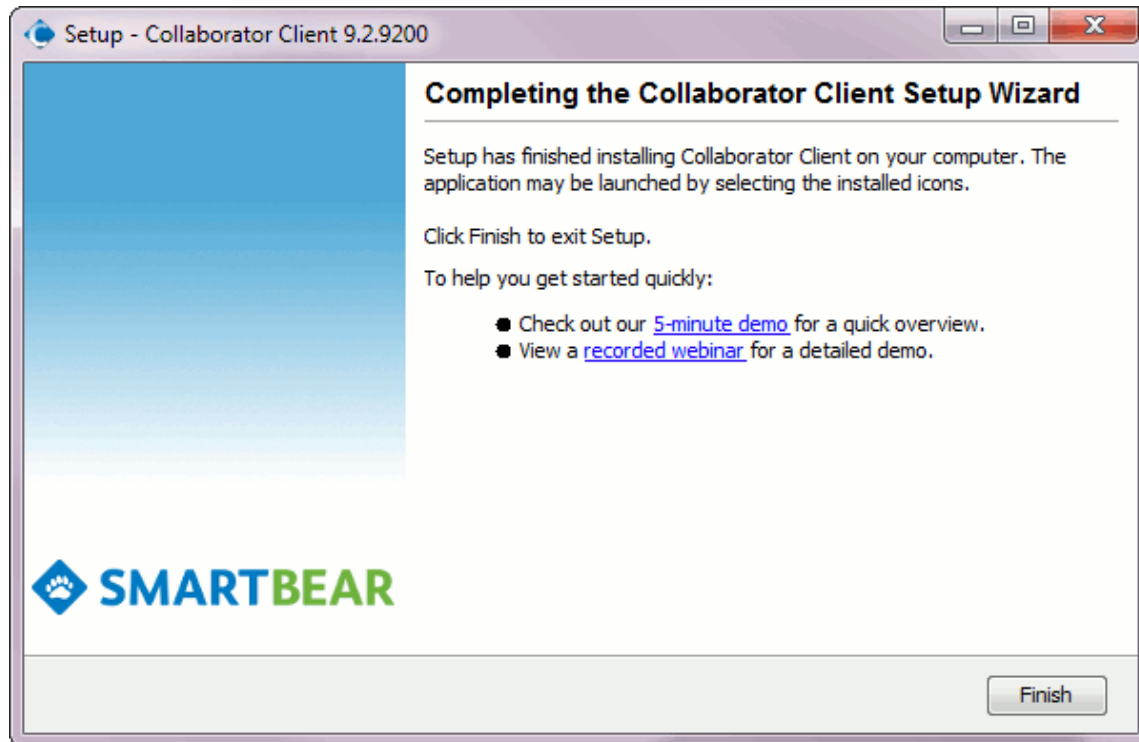 Setup - Collaborator Client 9.2.9200
Completing the Collaborator Client Setup Wizard
Setup has finished installing Collaborator Client on your computer. The
application may be launched by selecting the installed icons.
Click Finish to exit Setup.
To help you get started quickly:
● Check out our 5-minute demo for a quick overview.
● View a recorded webinar for a detailed demo.
SMARTBEAR
Finish